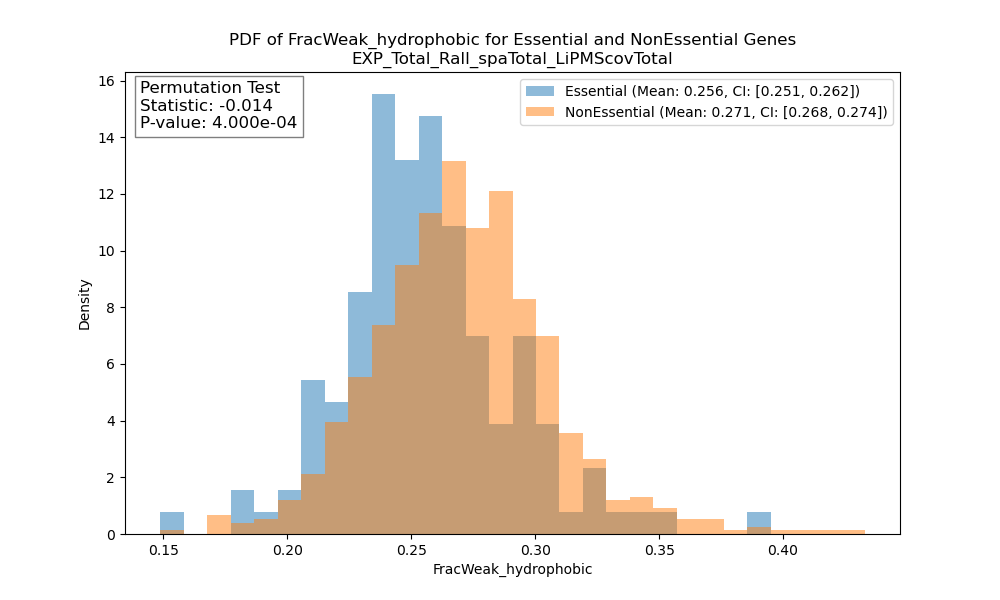 PDF of FracWeak_hydrophobic for Essential and NonEssential Genes
EXP_Total_Rall_spaTotal_LiPMScovTotal
Permutation Test
Statistic: -0.014
P-value: 4.000e-04
Essential (Mean: 0.256, CI: [0.251, 0.262])
NonEssential (Mean: 0.271, CI: [0.268, 0.274])
Density
16
14
12
10
8
6
4
2
0
0.15
0.20
0.25
0.30
0.35
0.40
FracWeak_hydrophobic